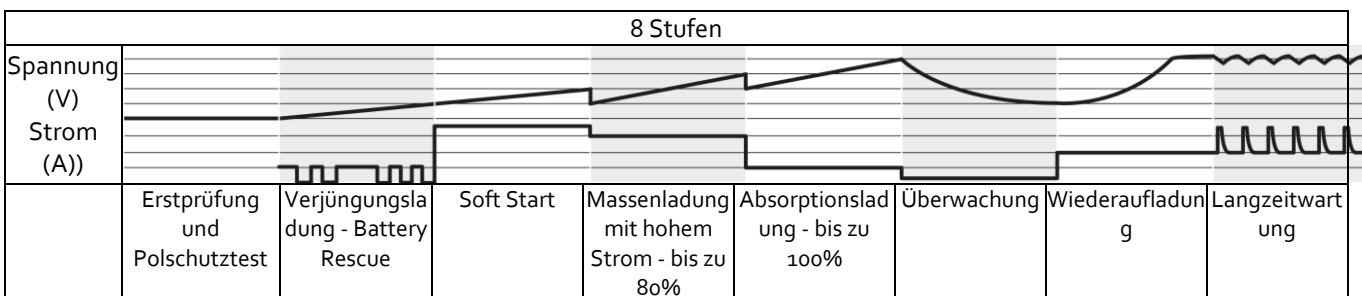 8 Stufen
Spannung
(V)
Strom
(A))
Erstprüfung
und
Polschutztest
Verjüngungsla
dung - Battery
Rescue
Soft Start
Massenladung
mit hohem
Strom - bis zu
80%
Absorptionslad
ung - bis zu
100%
Überwachung
Wiederaufladun
g
Langzeitwart
ung